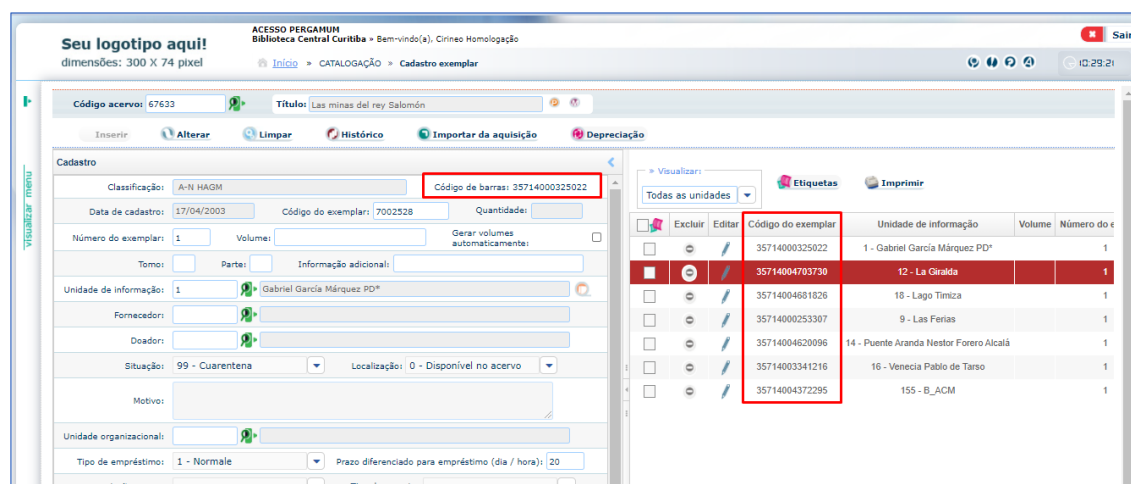 Seu logotipo aqui!
dimensões: 300 X 74 pixel
ACESSO PERGAMUM
Biblioteca Central Curitiba » Bem-vindo(a), Cirineo Homologação
Início » CATALOGAÇÃO » Cadastro exemplar
Sair
10:29:21
Código acervo: 67633 Título: Las minas del rey Salomón
Inserir Alterar Limpar Histórico Importar da aquisição Depreciação
visualizar menu
Cadastro
Classificação: A-N HAGM Código de barras: 35714000325022
Data de cadastro: 17/04/2003 Código do exemplar: 7002528 Quantidade:
Número do exemplar: 1 Volume: Gerar volumes automaticamente:
Tomo: Parte: Informação adicional:
Unidade de informação: 1 Gabriel García Márquez PD*
Fornecedor:
Doador:
Situação: 99 - Cuarentena Localização: 0 - Disponível no acervo
Motivo:
Unidade organizacional:
Tipo de empréstimo: 1 - Normale Prazo diferenciado para empréstimo (dia / hora): 20
» Visualizar:
Todas as unidades Etiquetas Imprimir
Excluir Editar Código do exemplar Unidade de informação Volume Número do e
35714000325022 1 - Gabriel García Márquez PD* 1
35714004703730 12 - La Giralda 1
35714004681826 18 - Lago Timiza 1
35714000253307 9 - Las Ferias 1
35714004620096 14 - Puente Aranda Nestor Forero Alcalá 1
35714003341216 16 - Venecia Pablo de Tarso 1
35714004372295 155 - B_ACM 1